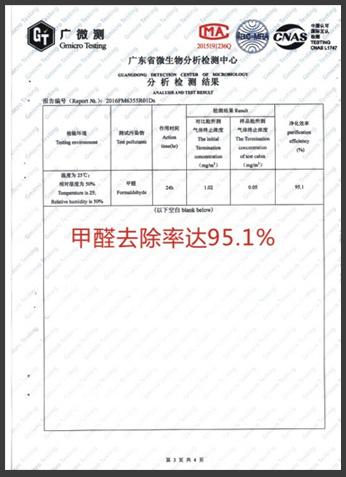 GT
广微测
Gmicro Testing
MA
2015191236Q
ilac-MRA
CNAS
中国认可
国际互认
检测
TESTING
CNAS L1747
广东省微生物分析检测中心
GUANGDONG DETECTION CENTER OF MICROBIOLOGY
分析检测结果
ANALYSIS AND TEST RESULT
报告编号（Report №.）：2016FM6355R01Da
检验环境
Testing environment
测试污染物
Test pollutants
作用时间
Action
time(hr)
检测结果 Result
对比舱所测
气体终止浓度
The initial
Termination
concentration
(mg/m³)
样品舱所测
气体终止浓度
The Termination
concentration
of test cabin
(mg/m³)
净化效率
purification
efficiency
(%)
温度为 25℃；
相对湿度为 50%
Temperature is 25;
Relative humidity is 50%
甲醛
Formaldehyde
24h
1.02
0.05
95.1
(以下空白 blank below)
甲醛去除率达95.1%
第 3 页 共 4 页